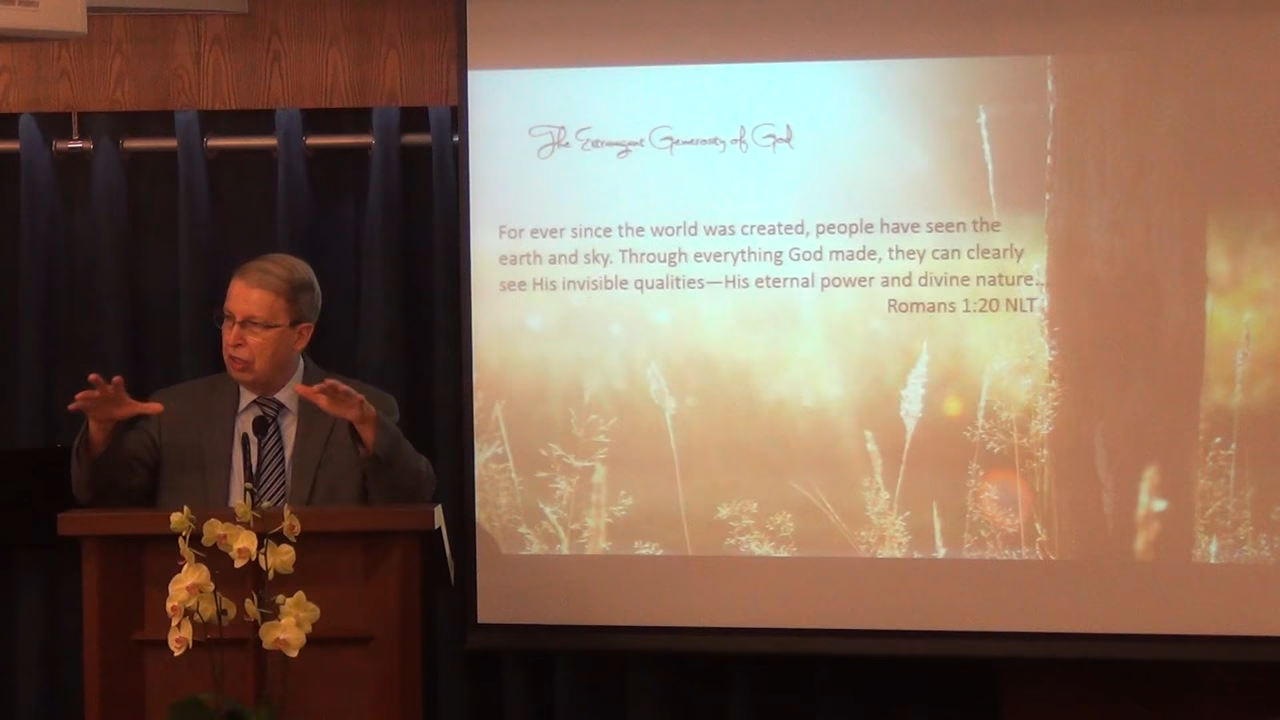 The Extravagant Generosity of God
For ever since the world was created, people have seen the
earth and sky. Through everything God made, they can clearly
see His invisible qualities—His eternal power and divine nature..
Romans 1:20 NLT